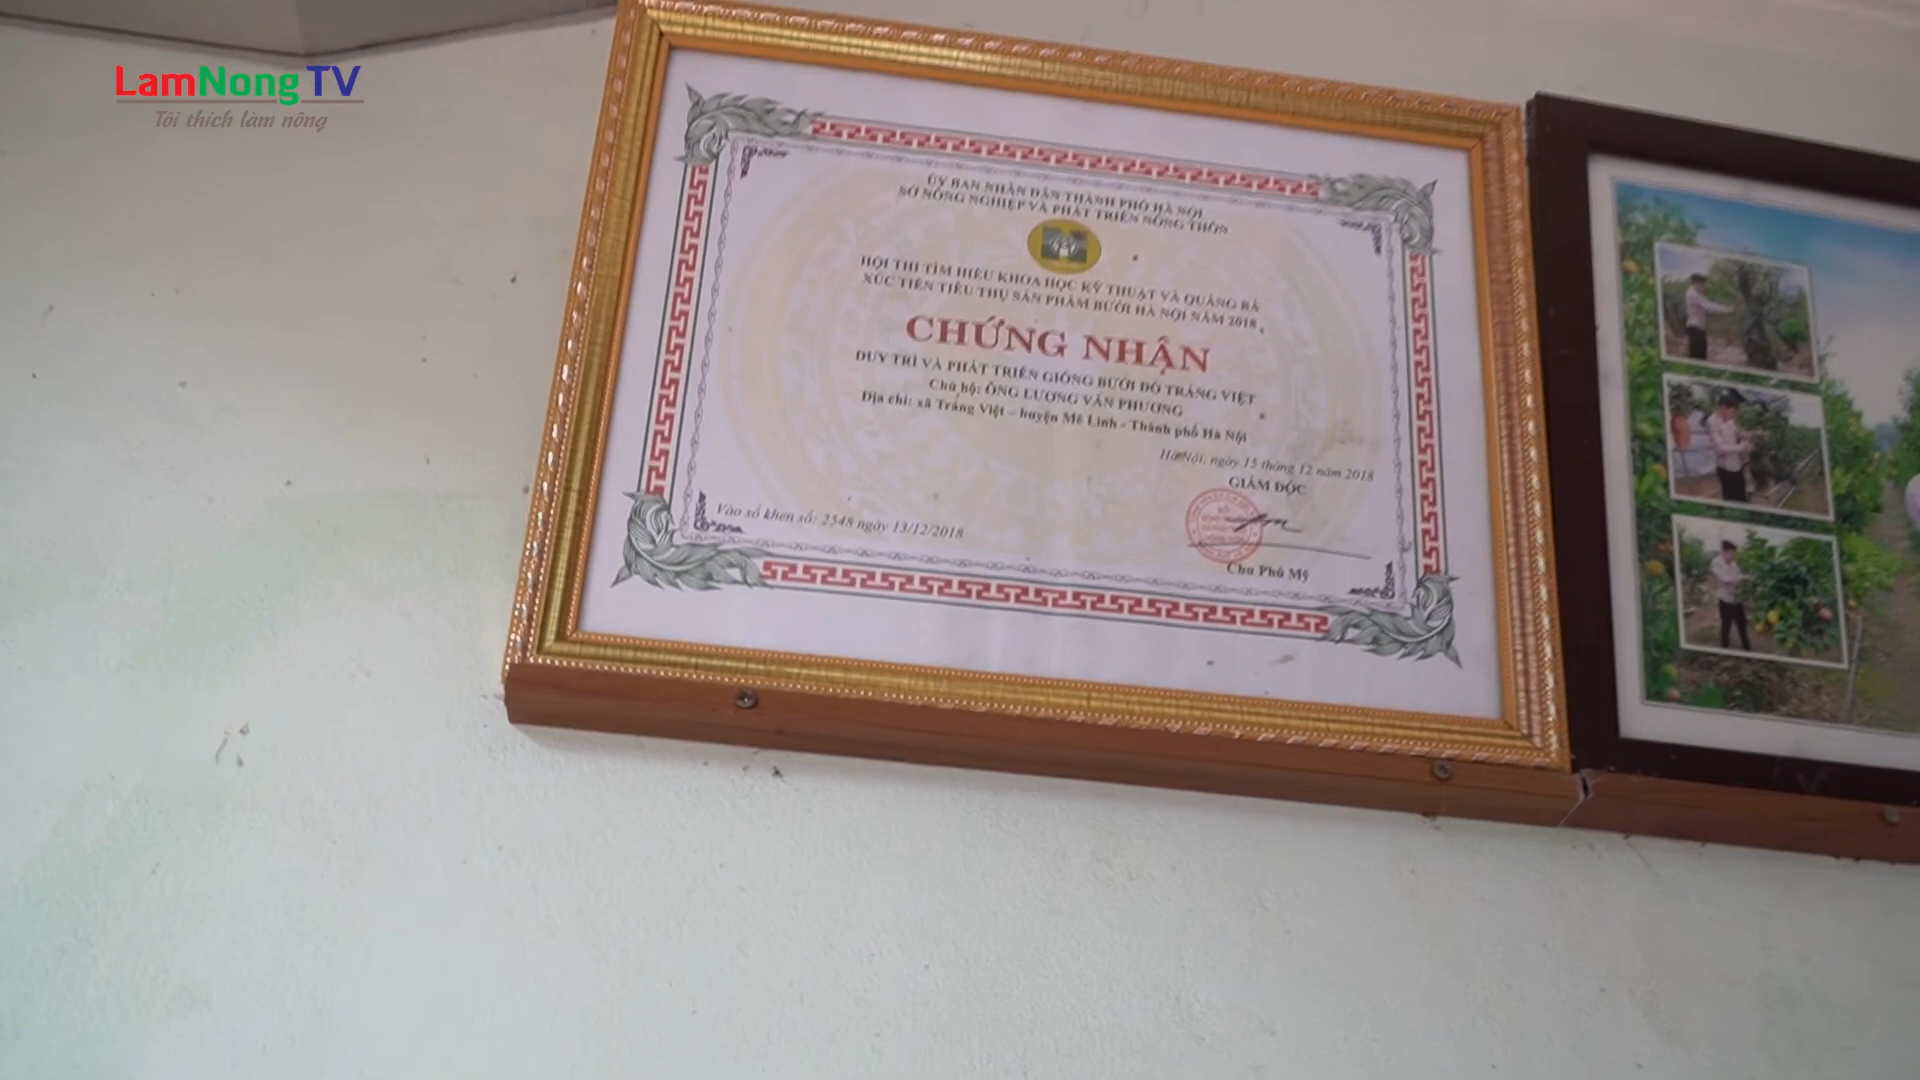 LamNong TV
Tôi thích làm nông
ỦY BAN NHÂN DÂN THÀNH PHỐ HÀ NỘI
SỞ NÔNG NGHIỆP VÀ PHÁT TRIỂN NÔNG THÔN
HỘI THI TÌM HIỂU KHOA HỌC KỸ THUẬT VÀ QUẢNG BÁ
XÚC TIẾN TIÊU THỤ SẢN PHẨM BƯỞI HÀ NỘI NĂM 2018
CHỨNG NHẬN
DUY TRÌ VÀ PHÁT TRIỂN GIỐNG BƯỞI ĐỎ TRÁNG VIỆT
Chủ hộ: ÔNG LƯƠNG VĂN PHƯƠNG
Địa chỉ: xã Tráng Việt – huyện Mê Linh - Thành phố Hà Nội
Hà Nội, ngày 15 tháng 12 năm 2018
GIÁM ĐỐC
Vào sổ khen số: 2548 ngày 13/12/2018
Chu Phú Mỹ